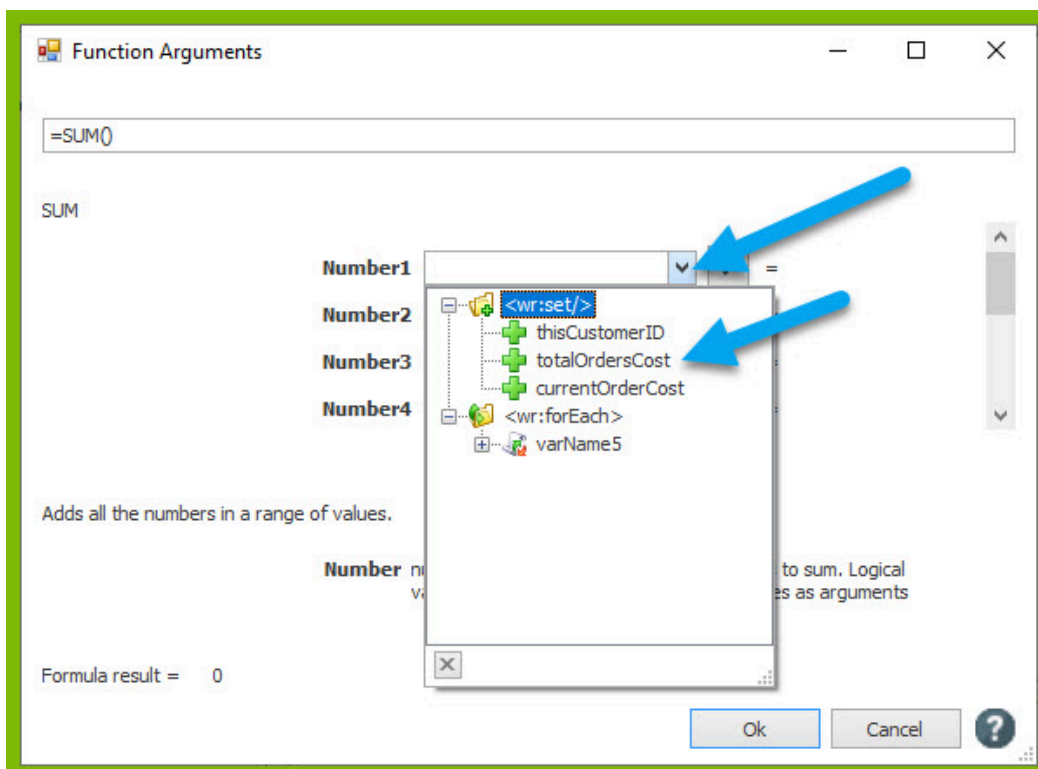 Function Arguments
=SUM()
SUM
Number1 =
<wr:set/>
Number2
thisCustomerID
Number3
totalOrdersCost
currentOrderCost
Number4
<wr:forEach>
varName5
Adds all the numbers in a range of values.
Number to sum. Logical
as arguments
Formula result = 0
Ok Cancel ?